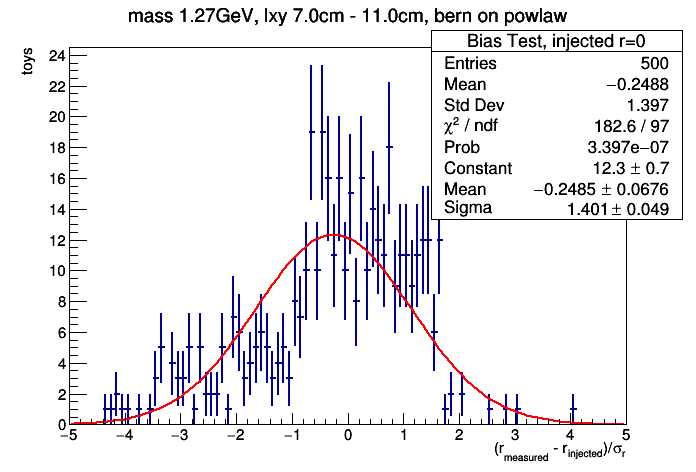 mass 1.27GeV, lxy 7.0cm - 11.0cm, bern on powlaw
Bias Test, injected r=0
Entries 500
Mean −0.2488
Std Dev 1.397
χ² / ndf 182.6 / 97
Prob 3.397e−07
Constant 12.3 ± 0.7
Mean −0.2485 ± 0.0676
Sigma 1.401 ± 0.049
toys
24
22
20
18
16
14
12
10
8
6
4
2
0
−5 −4 −3 −2 −1 0 1 2 3 4 5
(r_measured - r_injected)/σ_r